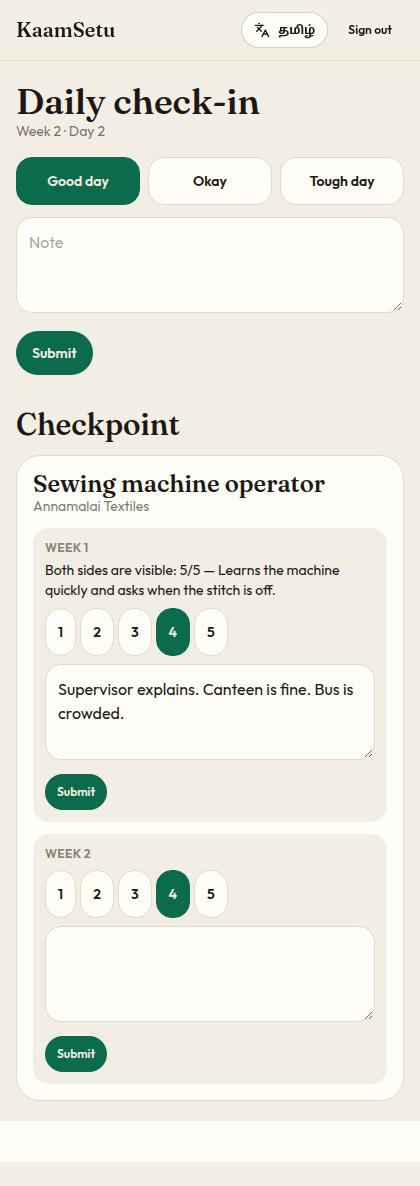 KaamSetu
தமிழ்
Sign out
Daily check-in
Week 2 · Day 2
Good day
Okay
Tough day
Note
Submit
Checkpoint
Sewing machine operator
Annamalai Textiles
WEEK 1
Both sides are visible: 5/5 — Learns the machine
quickly and asks when the stitch is off.
1 2 3 4 5
Supervisor explains. Canteen is fine. Bus is
crowded.
Submit
WEEK 2
1 2 3 4 5
Submit